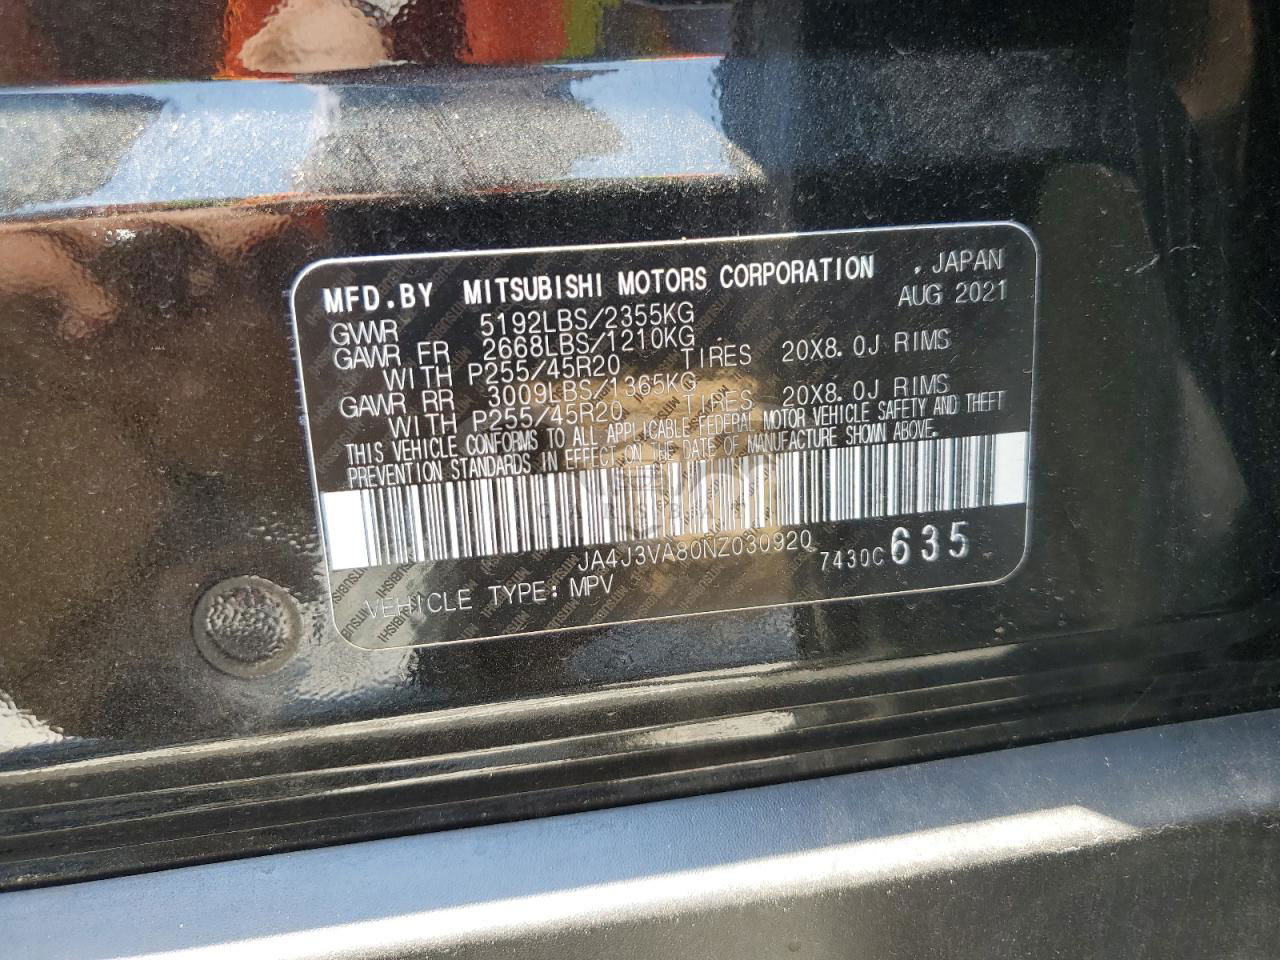 MFD.BY MITSUBISHI MOTORS CORPORATION . JAPAN
AUG 2021
GVWR 5192LBS/2355KG
GAWR FR 2668LBS/1210KG
WITH P255/45R20 TIRES 20X8.0J RIMS
GAWR RR 3009LBS/1365KG
WITH P255/45R20 TIRES 20X8.0J RIMS
THIS VEHICLE CONFORMS TO ALL APPLICABLE FEDERAL MOTOR VEHICLE SAFETY AND THEFT
PREVENTION STANDARDS IN EFFECT ON THE DATE OF MANUFACTURE SHOWN ABOVE.
JA4J3VA80NZ030920 7430C 635
VEHICLE TYPE: MPV